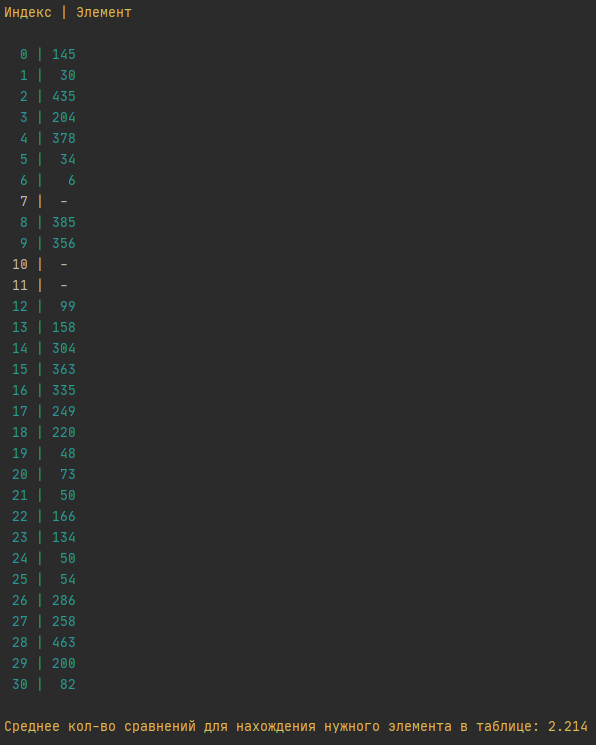 Индекс | Элемент
0 | 145
1 | 30
2 | 435
3 | 204
4 | 378
5 | 34
6 | 6
7 | -
8 | 385
9 | 356
10 | -
11 | -
12 | 99
13 | 158
14 | 304
15 | 363
16 | 335
17 | 249
18 | 220
19 | 48
20 | 73
21 | 50
22 | 166
23 | 134
24 | 50
25 | 54
26 | 286
27 | 258
28 | 463
29 | 200
30 | 82
Среднее кол-во сравнений для нахождения нужного элемента в таблице: 2.214